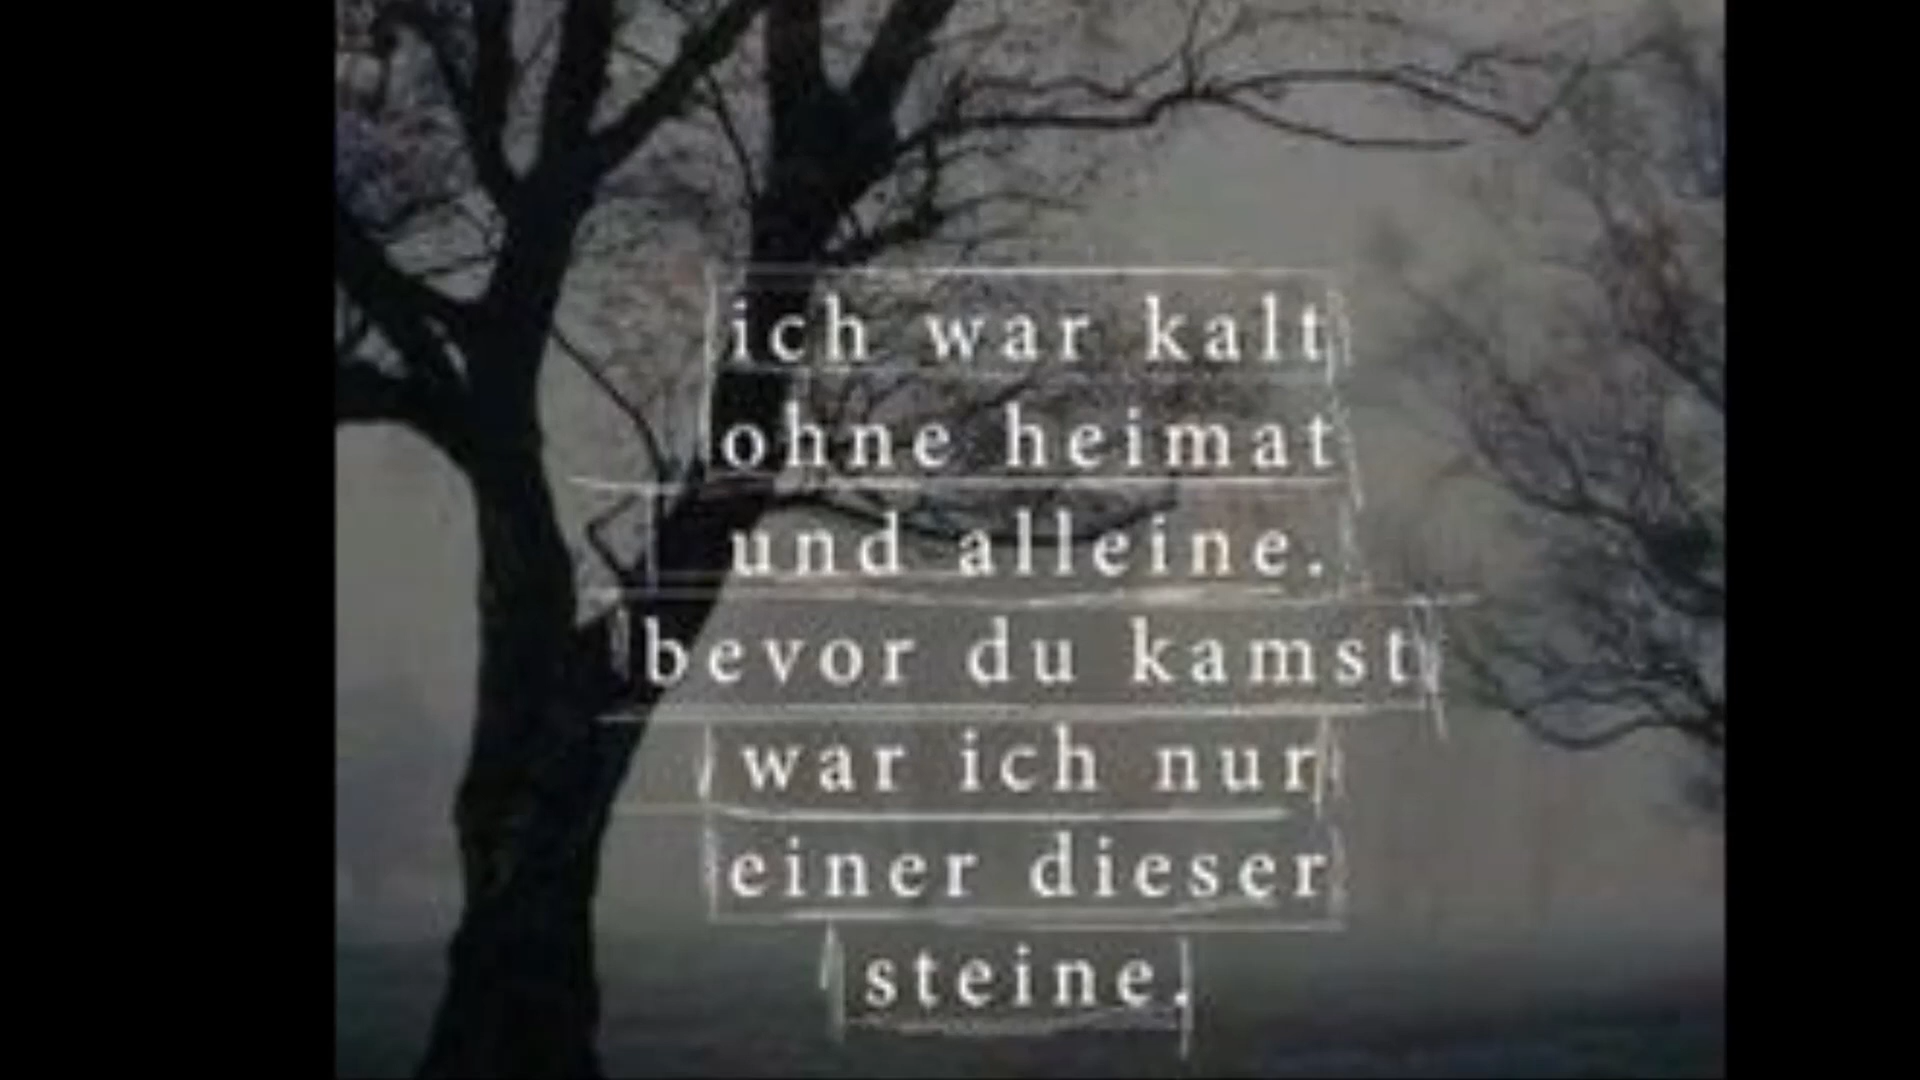 ich war kalt
ohne heimat
und alleine.
bevor du kamst
war ich nur
einer dieser
steine.